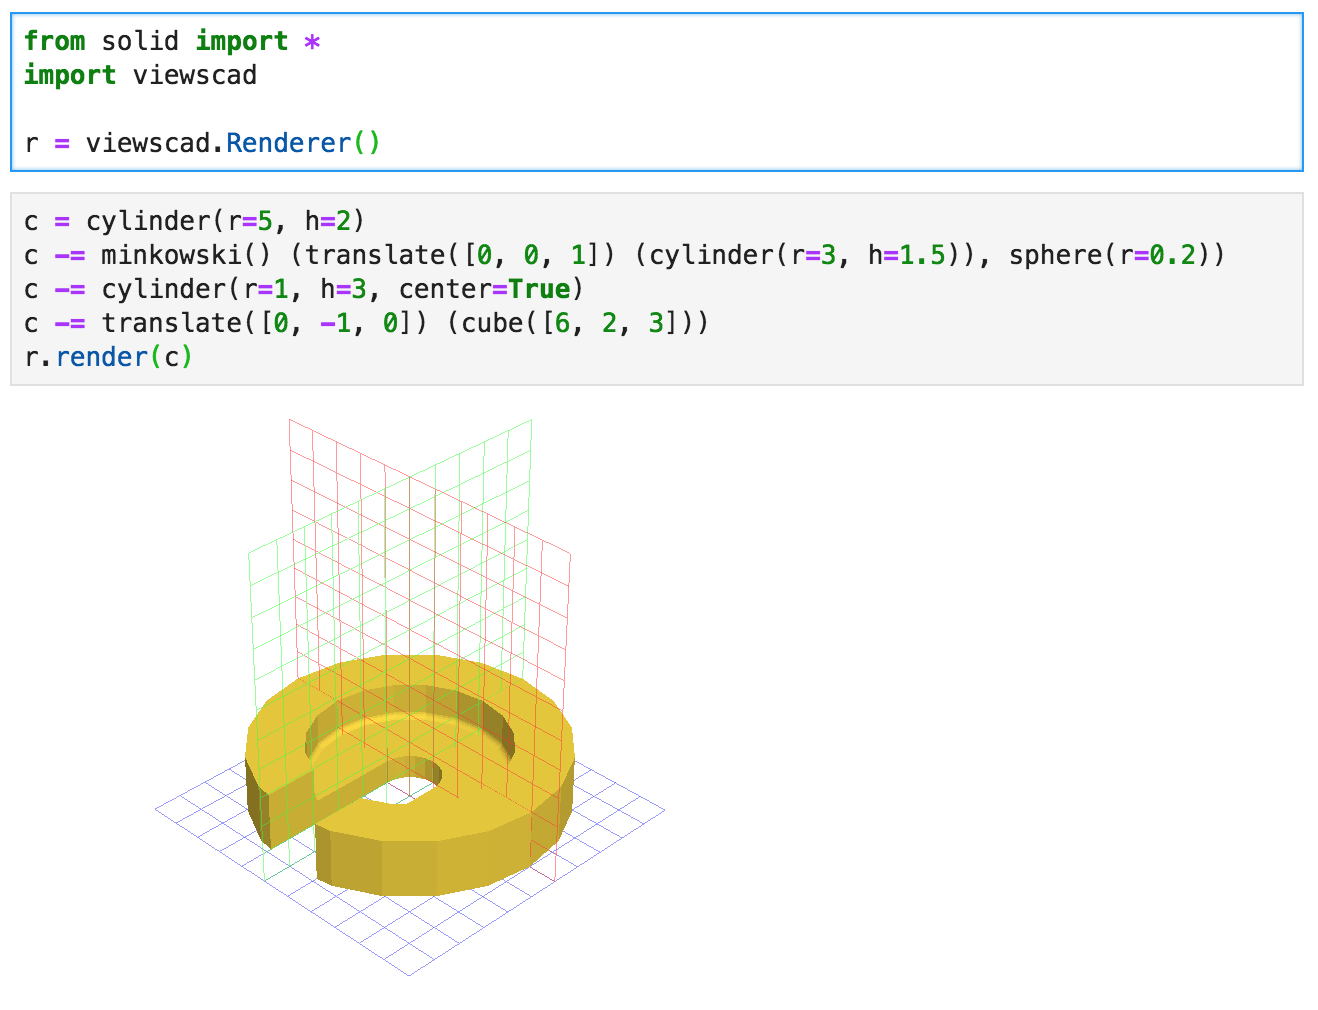 from solid import *
import viewscad
r = viewscad.Renderer()
c = cylinder(r=5, h=2)
c -= minkowski() (translate([0, 0, 1]) (cylinder(r=3, h=1.5)), sphere(r=0.2))
c -= cylinder(r=1, h=3, center=True)
c -= translate([0, -1, 0]) (cube([6, 2, 3]))
r.render(c)